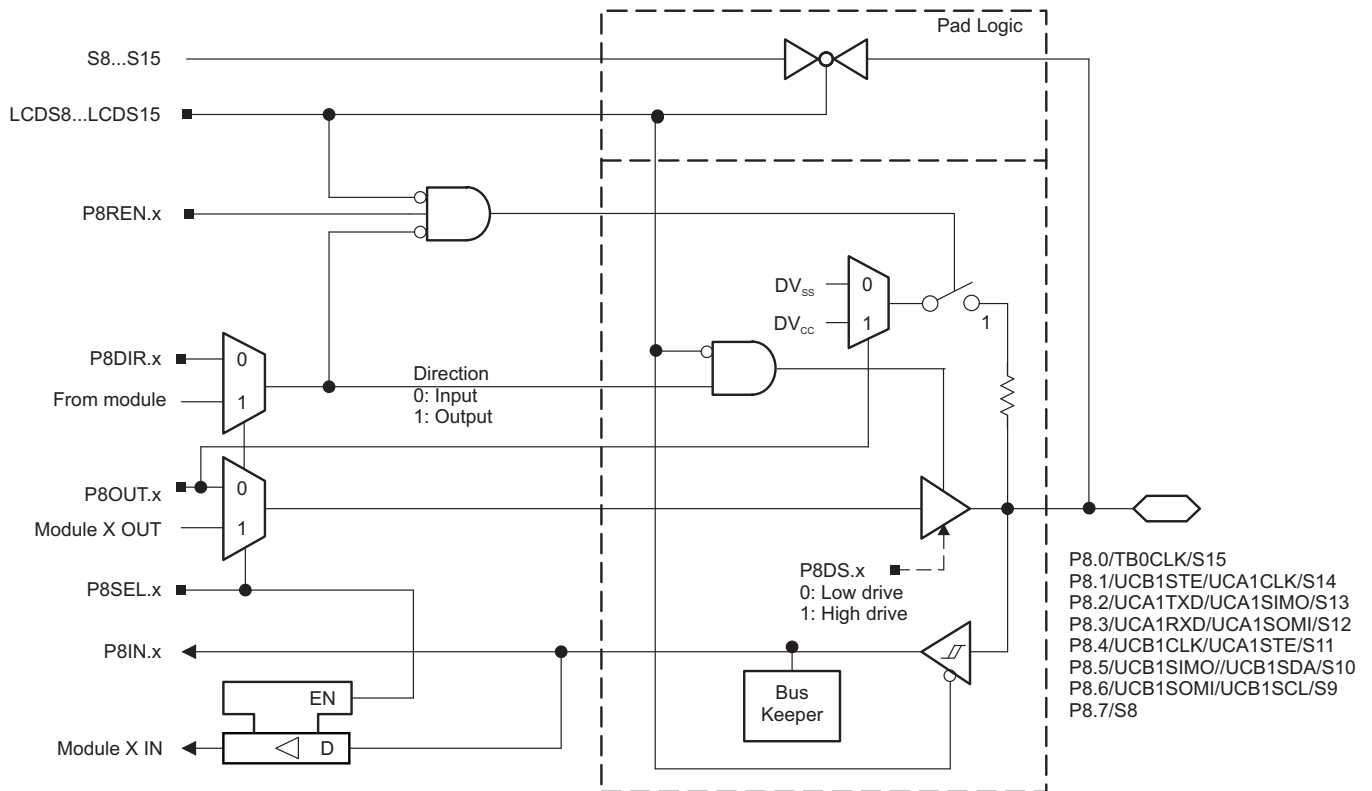 Pad Logic
S8...S15
LCDS8...LCDS15
P8REN.x
DVss
0
DVcc
1
1
P8DIR.x
0
From module
1
Direction
0: Input
1: Output
P8OUT.x
0
Module X OUT
1
P8SEL.x
P8DS.x
0: Low drive
1: High drive
P8IN.x
EN
Bus
Keeper
Module X IN
D
P8.0/TB0CLK/S15
P8.1/UCB1STE/UCA1CLK/S14
P8.2/UCA1TXD/UCA1SIMO/S13
P8.3/UCA1RXD/UCA1SOMI/S12
P8.4/UCB1CLK/UCA1STE/S11
P8.5/UCB1SIMO//UCB1SDA/S10
P8.6/UCB1SOMI/UCB1SCL/S9
P8.7/S8